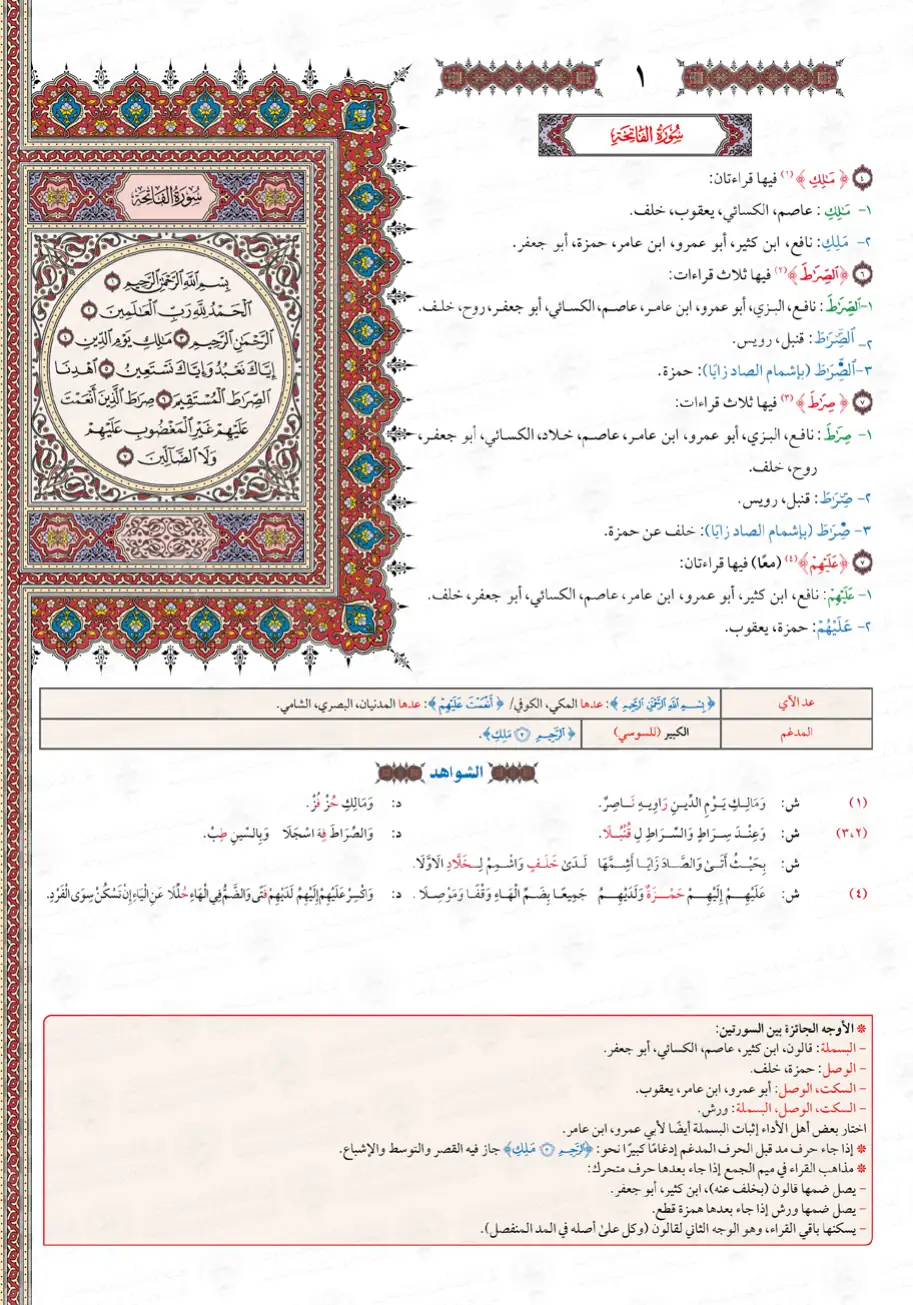 ١
سُورَةُ الفَاتِحَةِ
٤ ﴿ مَٰلِكِ ﴾ (١) فيها قراءتان:
١- مَٰلِكِ : عاصم، الكسائي، يعقوب، خلف.
٢- مَلِكِ: نافع، ابن كثير، أبو عمرو، ابن عامر، حمزة، أبو جعفر.
٦ ﴿ٱلصِّرَٰطَ ﴾(٢) فيها ثلاث قراءات:
١-ٱلصِّرَٰطَ : نافع، البزي، أبو عمرو، ابن عامر، عاصم، الكسائي، أبو جعفر، روح، خلف.
٢_ ٱلسِّرَٰطَ : قنبل، رويس.
٣-ٱلصِّرَٰطَ (بإشمام الصاد زايًا): حمزة.
٧ ﴿ صِرَٰطَ ﴾ (٣) فيها ثلاث قراءات:
١- صِرَٰطَ : نافع، البزي، أبو عمرو، ابن عامر، عاصم، خلاد، الكسائي، أبو جعفر،
روح، خلف.
٢- سِرَٰطَ : قنبل، رويس.
٣- صِرَٰطَ (بإشمام الصاد زايًا): خلف عن حمزة.
٧ ﴿عَلَيْهِمْ ﴾(٤) (معًا) فيها قراءتان:
١- عَلَيْهِمْ: نافع، ابن كثير، أبو عمرو، ابن عامر، عاصم، الكسائي، أبو جعفر، خلف.
٢- عَلَيْهُمْ: حمزة، يعقوب.
سُورَةُ الفَاتِحَةِ
بِسْمِ اللَّهِ الرَّحْمَٰنِ الرَّحِيمِ ١
الْحَمْدُ لِلَّهِ رَبِّ الْعَالَمِينَ ٢
الرَّحْمَٰنِ الرَّحِيمِ ٣ مَالِكِ يَوْمِ الدِّينِ ٤
إِيَّاكَ نَعْبُدُ وَإِيَّاكَ نَسْتَعِينُ ٥ اهْدِنَا
الصِّرَاطَ الْمُسْتَقِيمَ ٦ صِرَاطَ الَّذِينَ أَنْعَمْتَ
عَلَيْهِمْ غَيْرِ الْمَغْضُوبِ عَلَيْهِمْ
وَلَا الضَّالِّينَ ٧
عد الآي ﴿ بِسْمِ ٱللَّهِ ٱلرَّحْمَٰنِ ٱلرَّحِيمِ ﴾: عدها المكي، الكوفي/ ﴿ أَنْعَمْتَ عَلَيْهِمْ ﴾: عدها المدنيان، البصري، الشامي.
المدغم الكبير (للسوسي) ﴿ ٱلرَّحِيمِ ٣ مَلِكِ﴾.
الشواهد
(١) ش: وَمَالِكِ يَوْمِ الدِّينِ رَاوِيهِ نَاصِرٌ. د: وَمَالِكِ حُزْ فُزْ.
(٣،٢) ش: وَعِنْدَ سِرَاطٍ وَالسِّرَاطِ لِ قُنْبُلَا. د: وَالصِّرَاطَ فِهْ اسْجَلَا وَبِالسِّينِ طِبْ.
ش: بِحَيْثُ أَتَىٰ وَالصَّادَ زَايًا أَشِمَّهَا لَدَىٰ خَلَفٍ وَاشْمِمْ لِخَلَّادِ الَاوَّلَا.
(٤) ش: عَلَيْهِمْ إِلَيْهِمْ حَمْزَةٌ وَلَدَيْهِمُ جَمِيعًا بِضَمِّ الْهَاءِ وَقْفًا وَمَوْصِلَا. د: وَاكْسِرْ عَلَيْهِمْ إِلَيْهِمُ لَدَيْهِمْ فَتًى وَالضَّمُّ فِي الْهَاءِ حُلِّلَا عَنِ الْيَاءِ إِنْ تَسْكُنْ سِوَى الْفَرْدِ.
* الأوجه الجائزة بين السورتين:
- البسملة: قالون، ابن كثير، عاصم، الكسائي، أبو جعفر.
- الوصل: حمزة، خلف.
- السكت، الوصل: أبو عمرو، ابن عامر، يعقوب.
- السكت، الوصل، البسملة: ورش.
اختار بعض أهل الأداء إثبات البسملة أيضًا لأبي عمرو، ابن عامر.
* إذا جاء حرف مد قبل الحرف المدغم إدغامًا كبيرًا نحو: ﴿ٱلرَّحِيمِ ٣ مَلِكِ﴾ جاز فيه القصر والتوسط والإشباع.
* مذاهب القراء في ميم الجمع إذا جاء بعدها حرف متحرك:
- يصل ضمها قالون (بخلف عنه)، ابن كثير، أبو جعفر.
- يصل ضمها ورش إذا جاء بعدها همزة قطع.
- يسكنها باقي القراء، وهو الوجه الثاني لقالون (وكل علىٰ أصله في المد المنفصل).